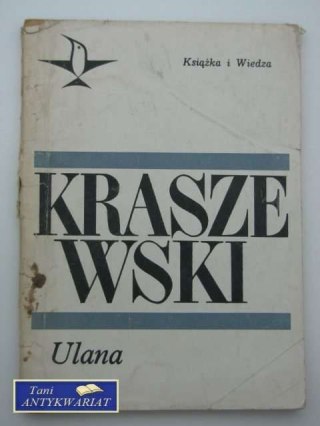 Książka i Wiedza
KRASZE
WSKI
Ulana
Tani
ANTYKWARIAT